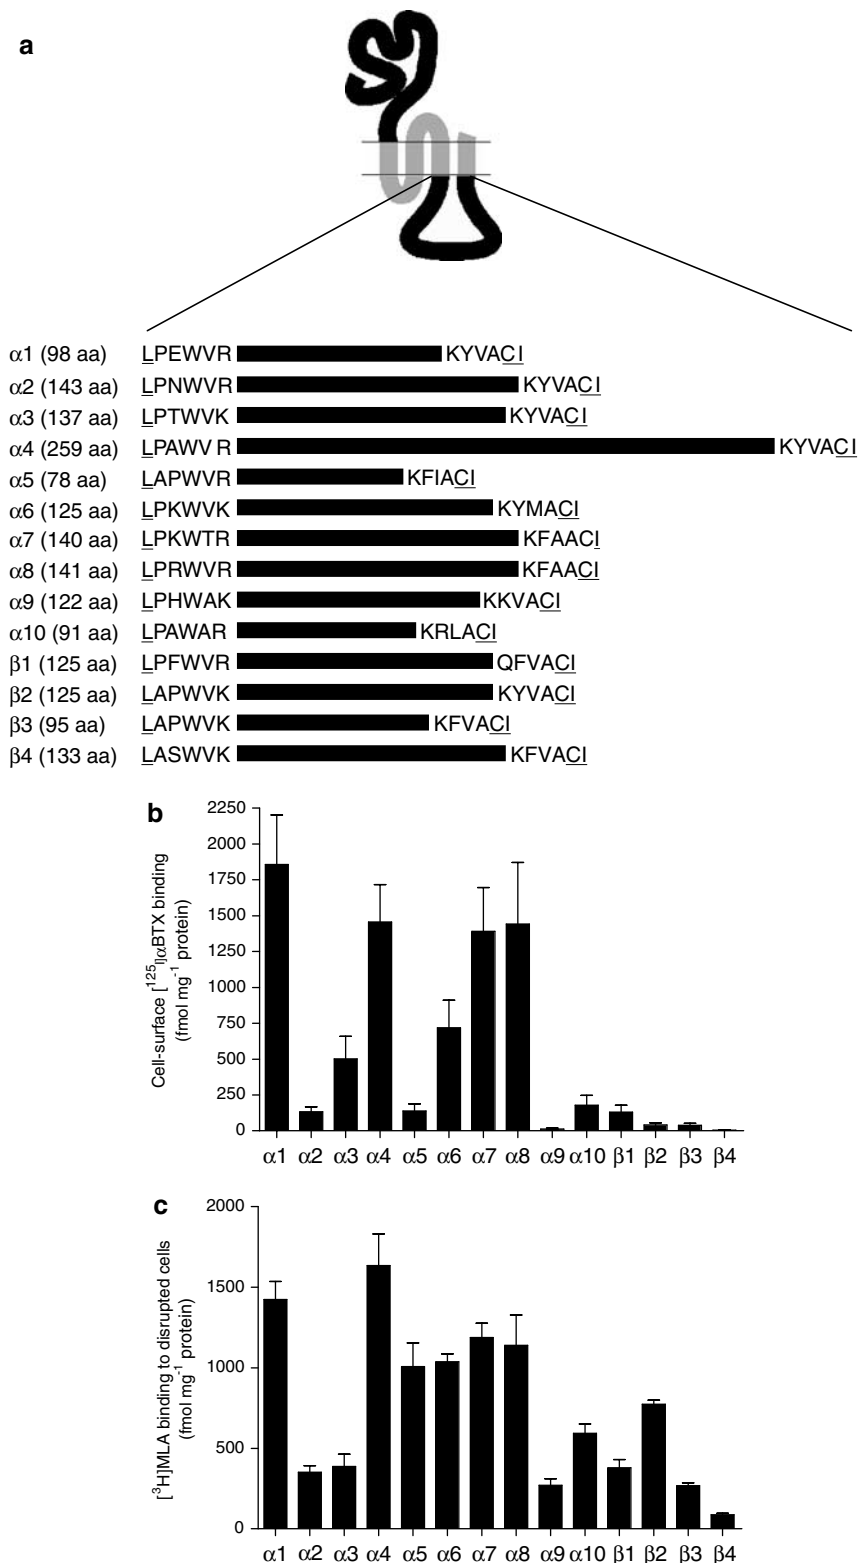 a
α1 (98 aa) LPEWVR KYVACI
α2 (143 aa) LPNWVR KYVACI
α3 (137 aa) LPTWVK KYVACI
α4 (259 aa) LPAWV R KYVACI
α5 (78 aa) LAPWVR KFIACI
α6 (125 aa) LPKWVK KYMACI
α7 (140 aa) LPKWTR KFAACI
α8 (141 aa) LPRWVR KFAACI
α9 (122 aa) LPHWAK KKVACI
α10 (91 aa) LPAWAR KRLACI
β1 (125 aa) LPFWVR QFVACI
β2 (125 aa) LAPWVK KYVACI
β3 (95 aa) LAPWVK KFVACI
β4 (133 aa) LASWVK KFVACI
b
Cell-surface [125I]αBTX binding
(fmol mg-1 protein)
2250
2000
1750
1500
1250
1000
750
500
250
0
α1 α2 α3 α4 α5 α6 α7 α8 α9 α10 β1 β2 β3 β4
c
[3H]MLA binding to disrupted cells
(fmol mg-1 protein)
2000
1500
1000
500
0
α1 α2 α3 α4 α5 α6 α7 α8 α9 α10 β1 β2 β3 β4